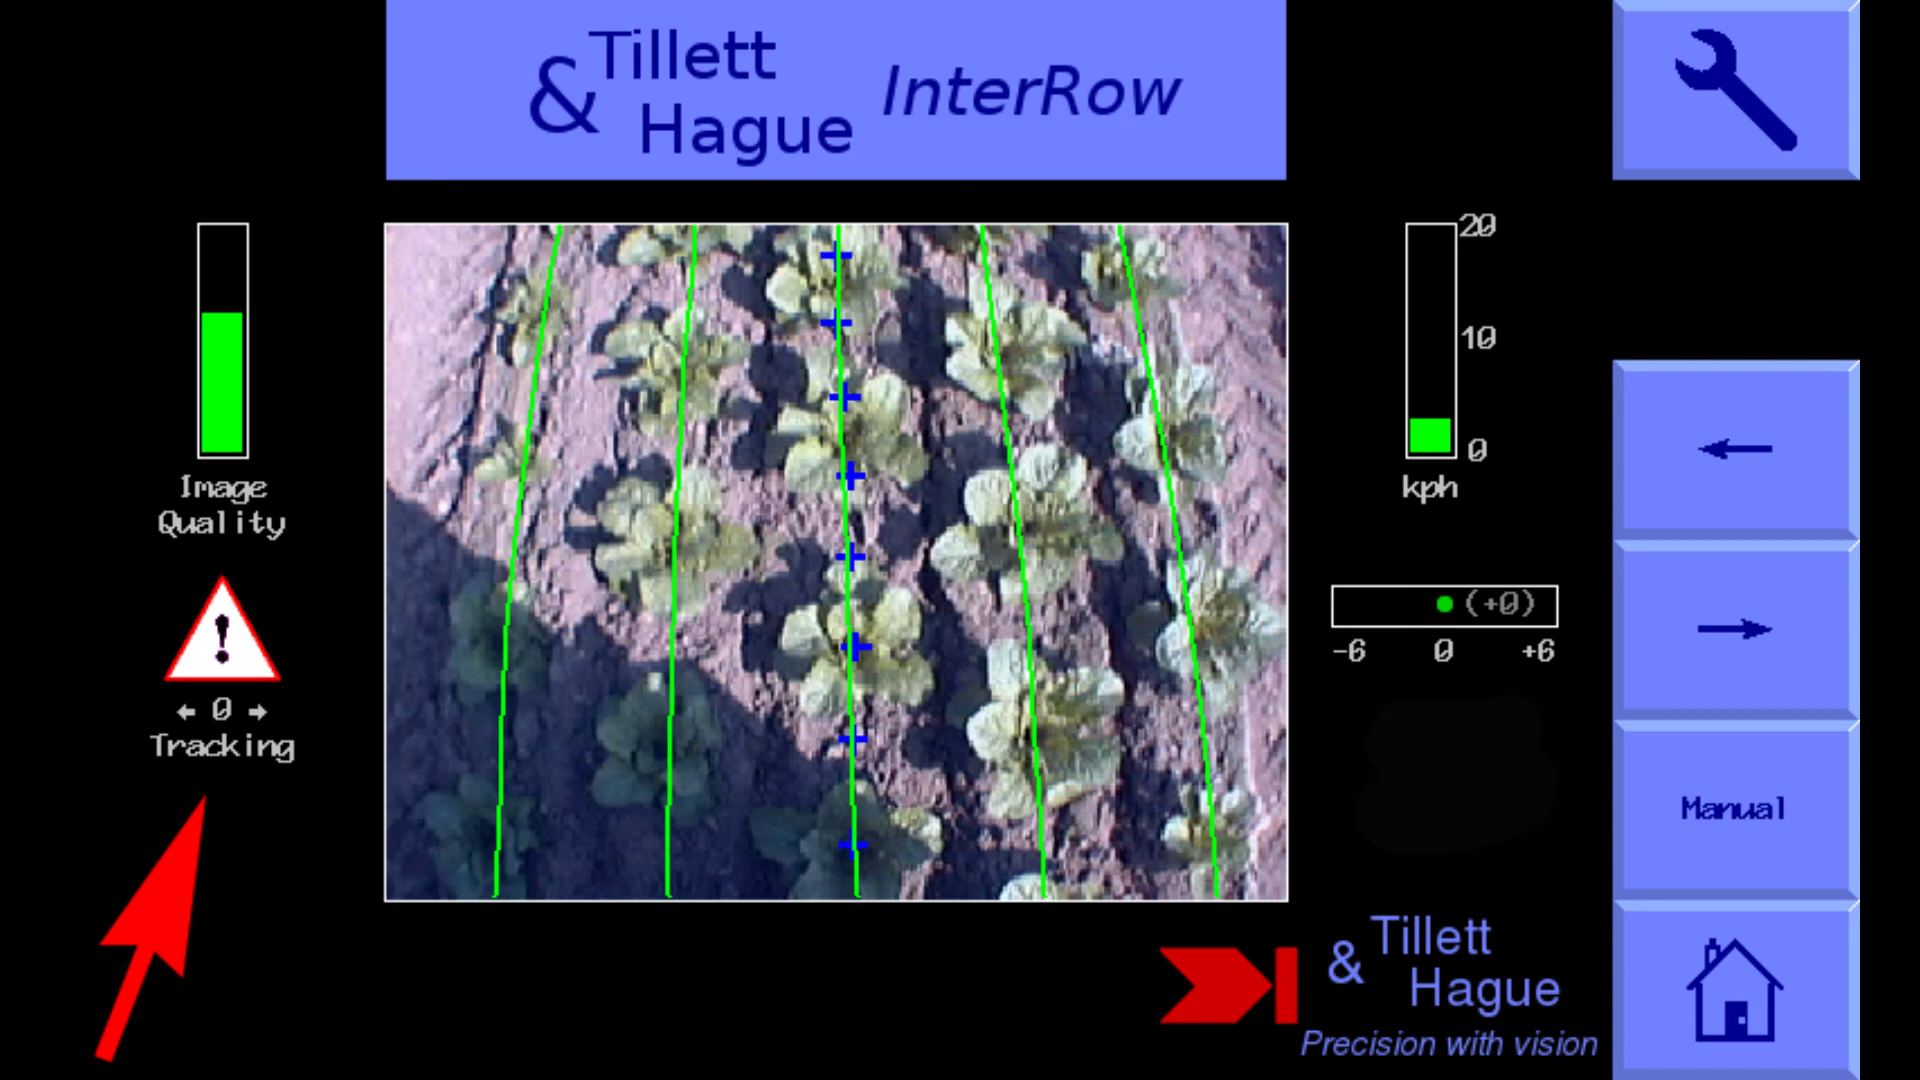 & Tillett
Hague
InterRow
Image
Quality
!
← 0 →
Tracking
20
10
0
kph
(+0)
-6 0 +6
Manual
& Tillett
Hague
Precision with vision